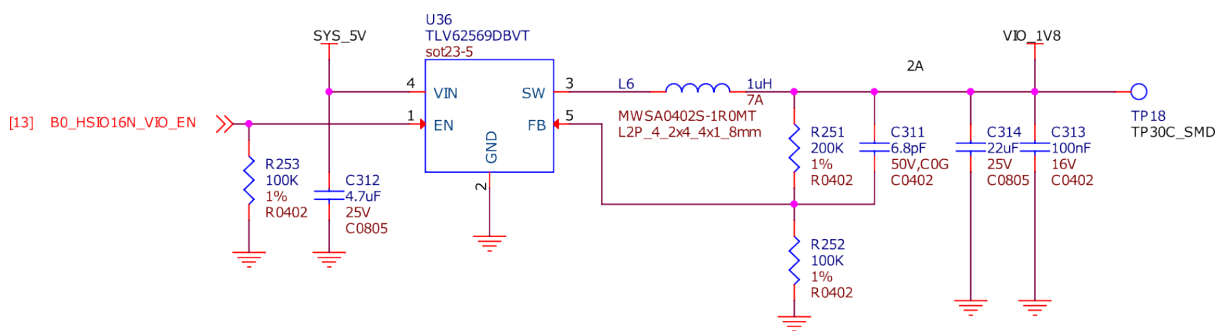 U36
TLV62569DBVT
sot23-5
SYS_5V
VIO_1V8
2A
4 VIN
SW 3
L6
1uH
7A
MWSA0402S-1R0MT
L2P_4_2x4_4x1_8mm
[13] B0_HSIO16N_VIO_EN
1 EN
FB 5
GND
2
TP18
TP30C_SMD
R251
200K
1%
R0402
C311
6.8pF
50V,C0G
C0402
C314
22uF
25V
C0805
C313
100nF
16V
C0402
R253
100K
1%
R0402
C312
4.7uF
25V
C0805
R252
100K
1%
R0402